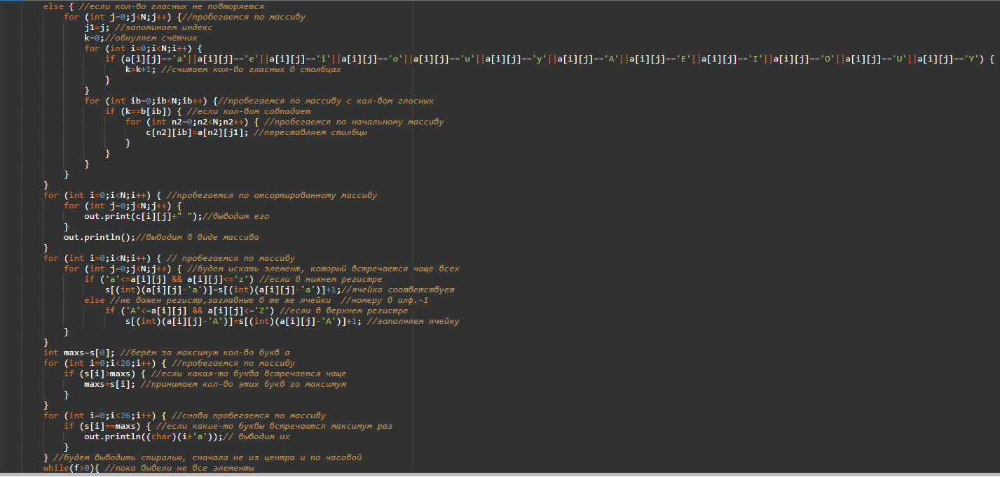 else { //если кол-во гласных не повторяется
for (int j=0;j<N;j++) {//пробегаемся по массиву
j1=j; //запоминаем индекс
k=0;//обнуляем счётчик
for (int i=0;i<N;i++) {
if (a[i][j]=='a'||a[i][j]=='e'||a[i][j]=='i'||a[i][j]=='o'||a[i][j]=='u'||a[i][j]=='y'||a[i][j]=='A'||a[i][j]=='E'||a[i][j]=='I'||a[i][j]=='O'||a[i][j]=='U'||a[i][j]=='Y') {
k=k+1; //считаем кол-во гласных в столбцах
}
}
for (int ib=0;ib<N;ib++) {//пробегаемся по массиву с кол-вом гласных
if (k==b[ib]) { //если кол-вом совпадает
for (int n2=0;n2<N;n2++) { //пробегаемся по начальному массиву
c[n2][ib]=a[n2][j1]; //переставляем столбцы
}
}
}
}
}
for (int i=0;i<N;i++) { //пробегаемся по отсортированному массиву
for (int j=0;j<N;j++) {
out.print(c[i][j]+" ");//выводим его
}
out.println();//выводим в виде массива
}
for (int i=0;i<N;i++) { // пробегаемся по массиву
for (int j=0;j<N;j++) { //будем искать элемент, который встречается чаще всех
if ('a'<=a[i][j] && a[i][j]<='z') //если в нижнем регистре
s[(int)(a[i][j]-'a')]=s[(int)(a[i][j]-'a')]+1;//ячейка соответствует
else //не важен регистр,заглавные в те же ячейки  //номеру в алф.-1
if ('A'<=a[i][j] && a[i][j]<='Z') //если в верхнем регистре
s[(int)(a[i][j]-'A')]=s[(int)(a[i][j]-'A')]+1; //заполняем ячейку
}
}
int maxs=s[0]; //берём за максимум кол-во букв а
for (int i=0;i<26;i++) { //пробегаемся по массиву
if (s[i]>maxs) { //если какая-то буква встречается чаще
maxs=s[i]; //принимаем кол-во этих букв за максимум
}
}
for (int i=0;i<26;i++) { //снова пробегаемся по массиву
if (s[i]==maxs) { //если какие-то буквы встречаются максимум раз
out.println((char)(i+'a'));// выводим их
}
} //будем выводить спиралью, сначала не из центра и по часовой
while(f>0){ //пока вывели не все элементы